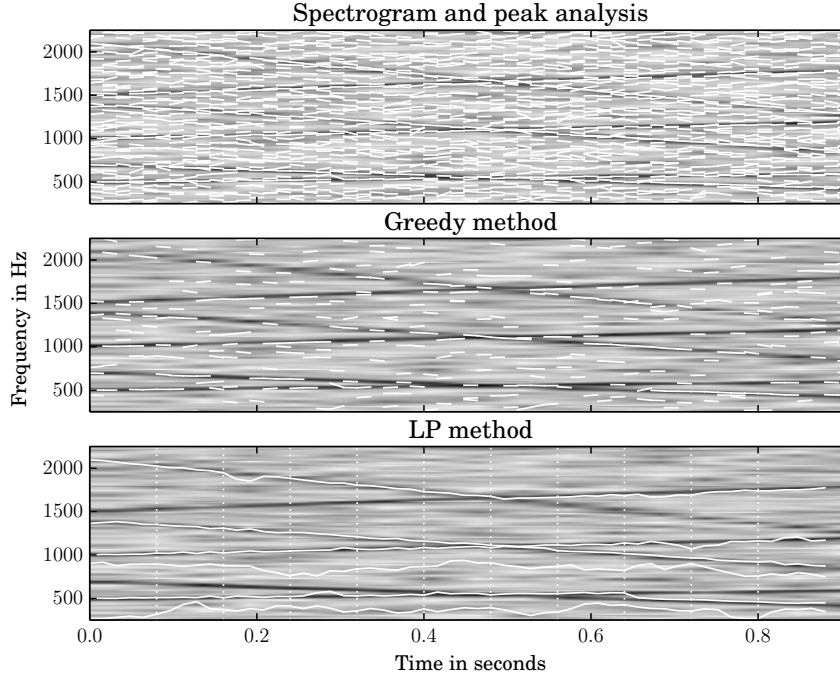 Spectrogram and peak analysis
2000
1500
1000
500
Greedy method
Frequency in Hz
2000
1500
1000
500
LP method
2000
1500
1000
500
0.0 0.2 0.4 0.6 0.8
Time in seconds